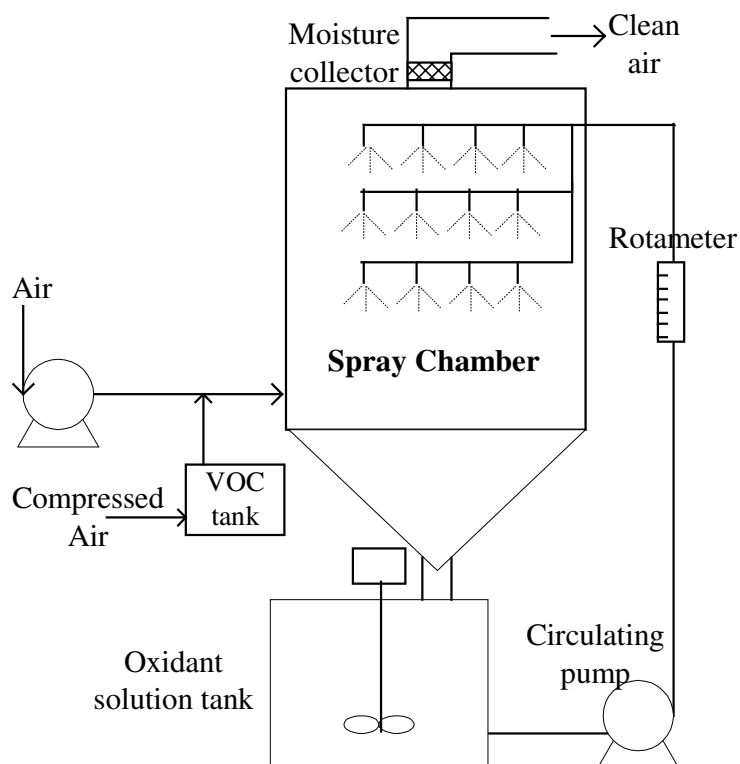 Moisture
collector
Clean
air
Rotameter
Air
Spray Chamber
VOC
tank
Compressed
Air
Circulating
pump
Oxidant
solution tank